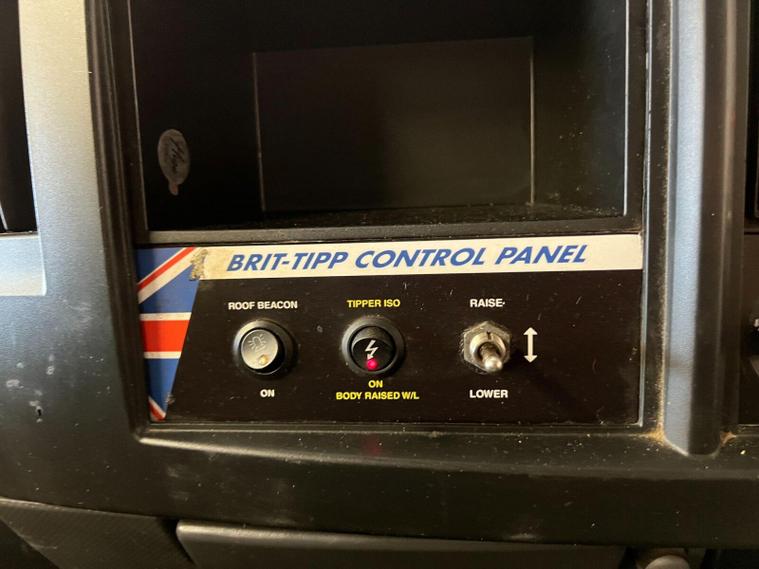 BRIT-TIPP CONTROL PANEL
ROOF BEACON
TIPPER ISO
RAISE
ON
ON
BODY RAISED W/L
LOWER